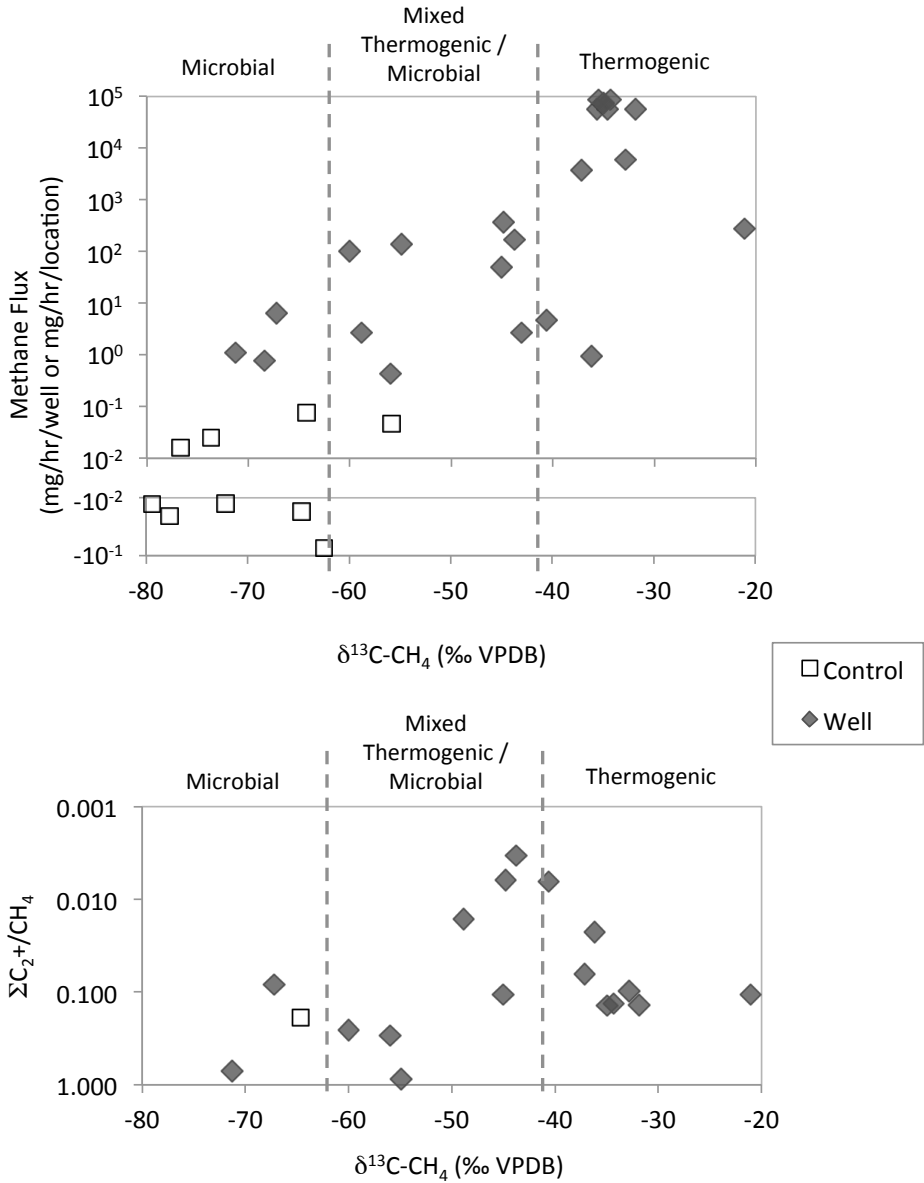 Mixed
Thermogenic /
Microbial
Microbial
Thermogenic
Methane Flux
(mg/hr/well or mg/hr/location)
10⁵
10⁴
10³
10²
10¹
10⁰
10⁻¹
10⁻²
-10⁻²
-10⁻¹
-80 -70 -60 -50 -40 -30 -20
δ¹³C-CH₄ (‰ VPDB)
Control
Well
Mixed
Thermogenic /
Microbial
Microbial
Thermogenic
ΣC₂+/CH₄
0.001
0.010
0.100
1.000
-80 -70 -60 -50 -40 -30 -20
δ¹³C-CH₄ (‰ VPDB)